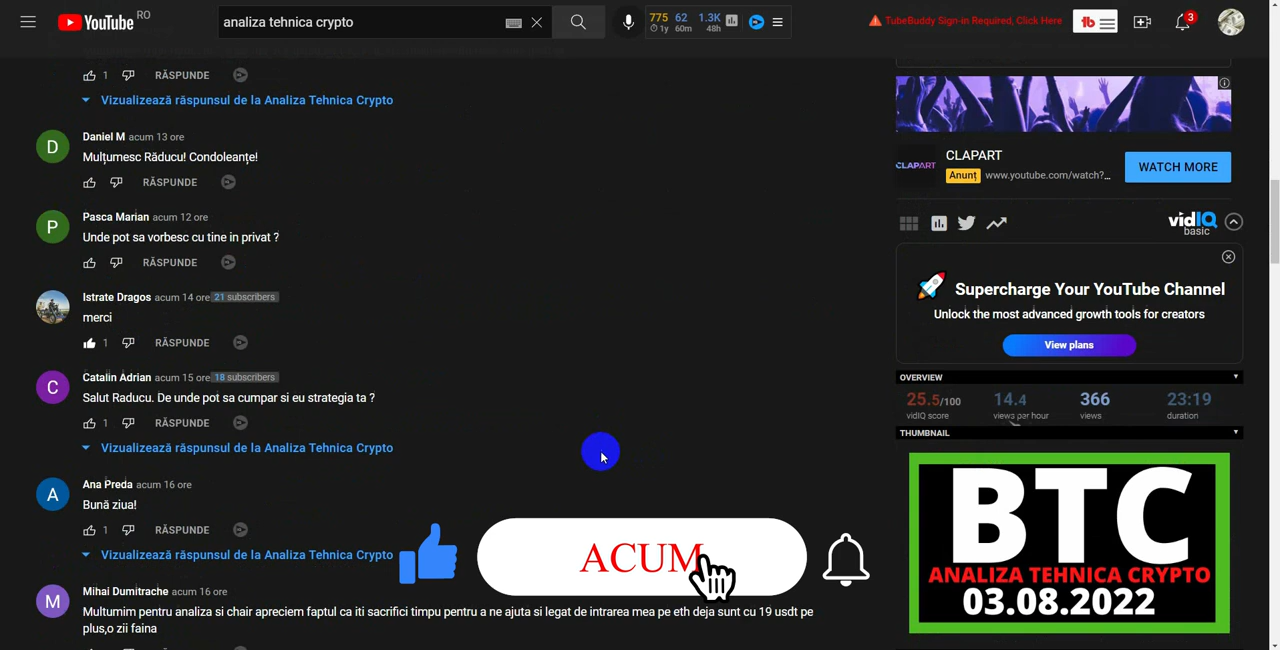 YouTube RO
analiza tehnica crypto
775 62 1.3K
1y 60m 48h
TubeBuddy Sign-in Required, Click Here
tb
3
1 RĂSPUNDE
Vizualizează răspunsul de la Analiza Tehnica Crypto
D
Daniel M acum 13 ore
Mulțumesc Răducu! Condoleanțe!
RĂSPUNDE
P
Pasca Marian acum 12 ore
Unde pot sa vorbesc cu tine in privat ?
RĂSPUNDE
Istrate Dragos acum 14 ore 21 subscribers
merci
1 RĂSPUNDE
C
Catalin Adrian acum 15 ore 18 subscribers
Salut Raducu. De unde pot sa cumpar si eu strategia ta ?
1 RĂSPUNDE
Vizualizează răspunsul de la Analiza Tehnica Crypto
A
Ana Preda acum 16 ore
Bună ziua!
1 RĂSPUNDE
Vizualizează răspunsul de la Analiza Tehnica Crypto
M
Mihai Dumitrache acum 16 ore
Multumim pentru analiza si chair apreciem faptul ca iti sacrifici timpu pentru a ne ajuta si legat de intrarea mea pe eth deja sunt cu 19 usdt pe
plus,o zii faina
ACUM
CLAPART
CLAPART
Anunț www.youtube.com/watch?...
WATCH MORE
vidIQ
basic
Supercharge Your YouTube Channel
Unlock the most advanced growth tools for creators
View plans
OVERVIEW
25.5/100 14.4 366 23:19
vidIQ score views per hour views duration
THUMBNAIL
BTC
ANALIZA TEHNICA CRYPTO
03.08.2022